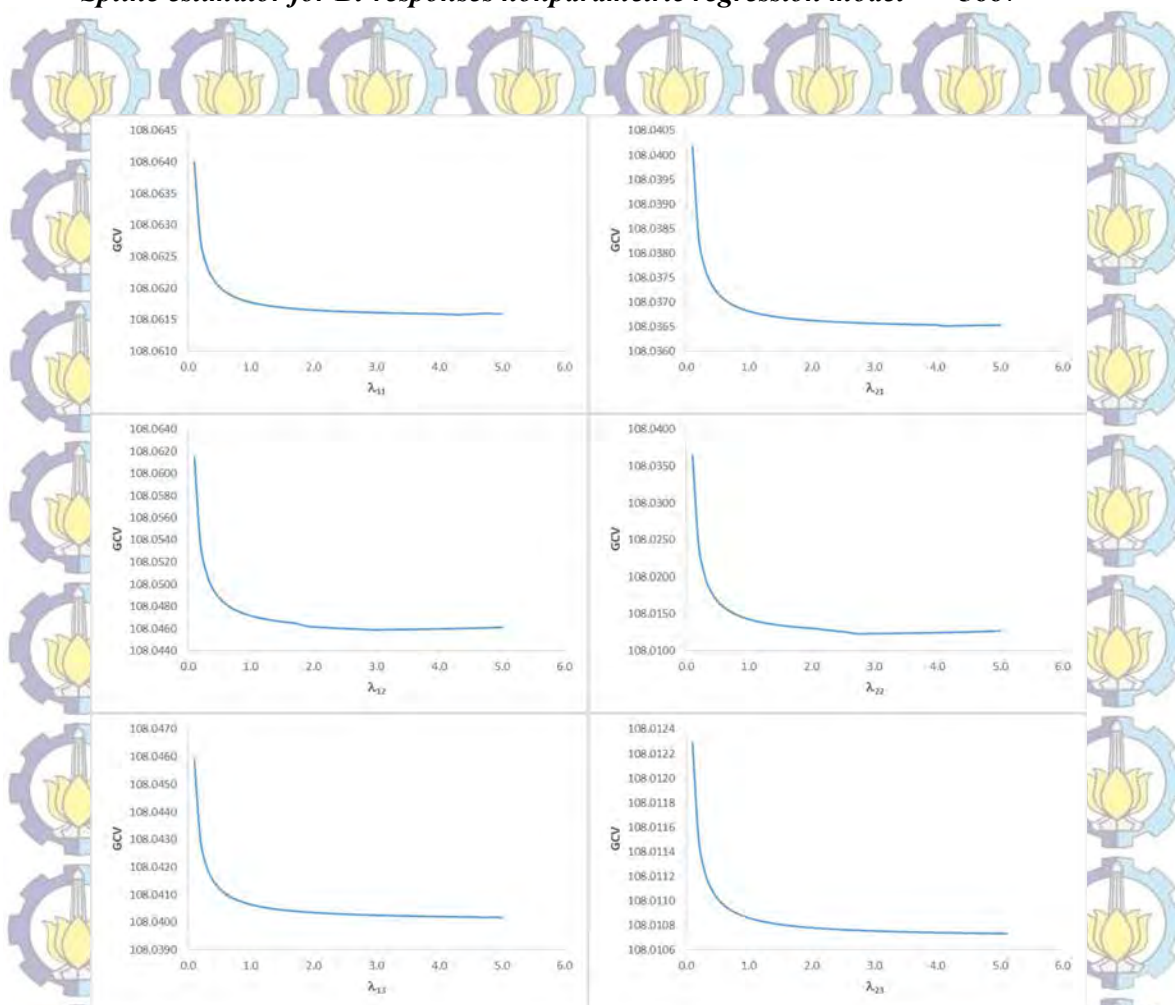 Spline estimator for Bi-responses nonparametric regression model
108.0645
108.0640
108.0635
108.0630
108.0625
108.0620
108.0615
108.0610
GCV
0.0 1.0 2.0 3.0 4.0 5.0 6.0
λ11
108.0405
108.0400
108.0395
108.0390
108.0385
108.0380
108.0375
108.0370
108.0365
108.0360
GCV
0.0 1.0 2.0 3.0 4.0 5.0 6.0
λ21
108.0640
108.0620
108.0600
108.0580
108.0560
108.0540
108.0520
108.0500
108.0480
108.0460
108.0440
GCV
0.0 1.0 2.0 3.0 4.0 5.0 6.0
λ12
108.0400
108.0350
108.0300
108.0250
108.0200
108.0150
108.0100
GCV
0.0 1.0 2.0 3.0 4.0 5.0 6.0
λ22
108.0470
108.0460
108.0450
108.0440
108.0430
108.0420
108.0410
108.0400
108.0390
GCV
0.0 1.0 2.0 3.0 4.0 5.0 6.0
λ13
108.0124
108.0122
108.0120
108.0118
108.0116
108.0114
108.0112
108.0110
108.0108
108.0106
GCV
0.0 1.0 2.0 3.0 4.0 5.0 6.0
λ23